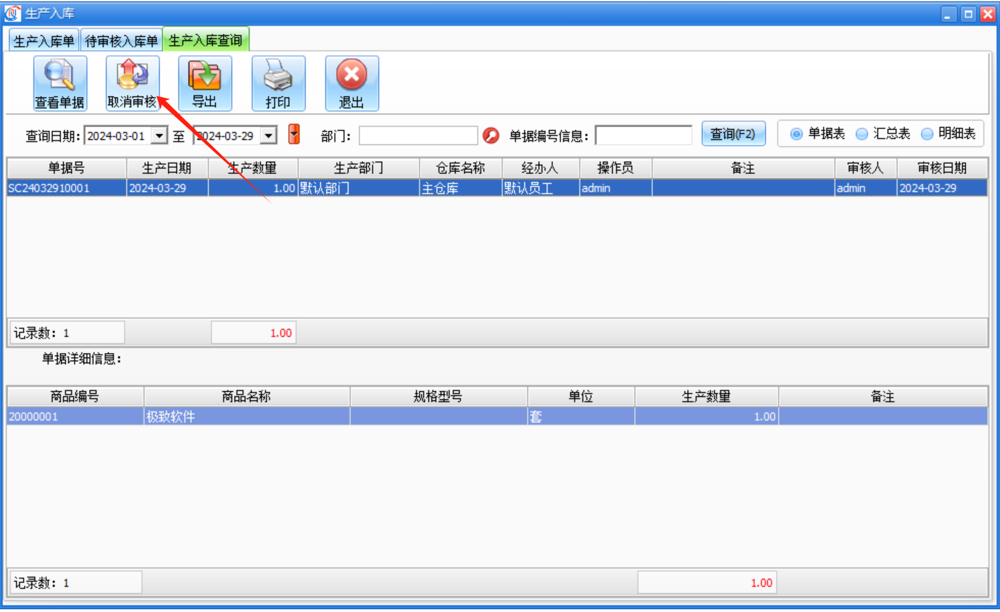 生产入库
生产入库单 待审核入库单 生产入库查询
查看单据 取消审核 导出 打印 退出
查询日期: 2024-03-01 至 2024-03-29 部门: 单据编号信息: 查询(F2) 单据表 汇总表 明细表
单据号 生产日期 生产数量 生产部门 仓库名称 经办人 操作员 备注 审核人 审核日期
SC24032910001 2024-03-29 1.00 默认部门 主仓库 默认员工 admin admin 2024-03-29
记录数: 1 1.00
单据详细信息:
商品编号 商品名称 规格型号 单位 生产数量 备注
20000001 极致软件 套 1.00
记录数: 1 1.00